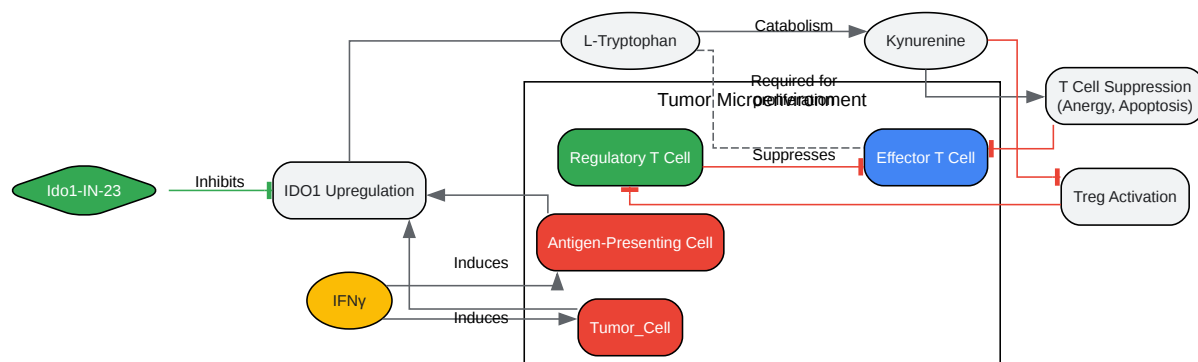 L-Tryptophan
Catabolism
Kynurenine
Required for
proliferation
Tumor Microenvironment
T Cell Suppression
(Anergy, Apoptosis)
Regulatory T Cell
Suppresses
Effector T Cell
Ido1-IN-23
Inhibits
IDO1 Upregulation
Treg Activation
Antigen-Presenting Cell
Induces
IFNγ
Induces
Tumor_Cell